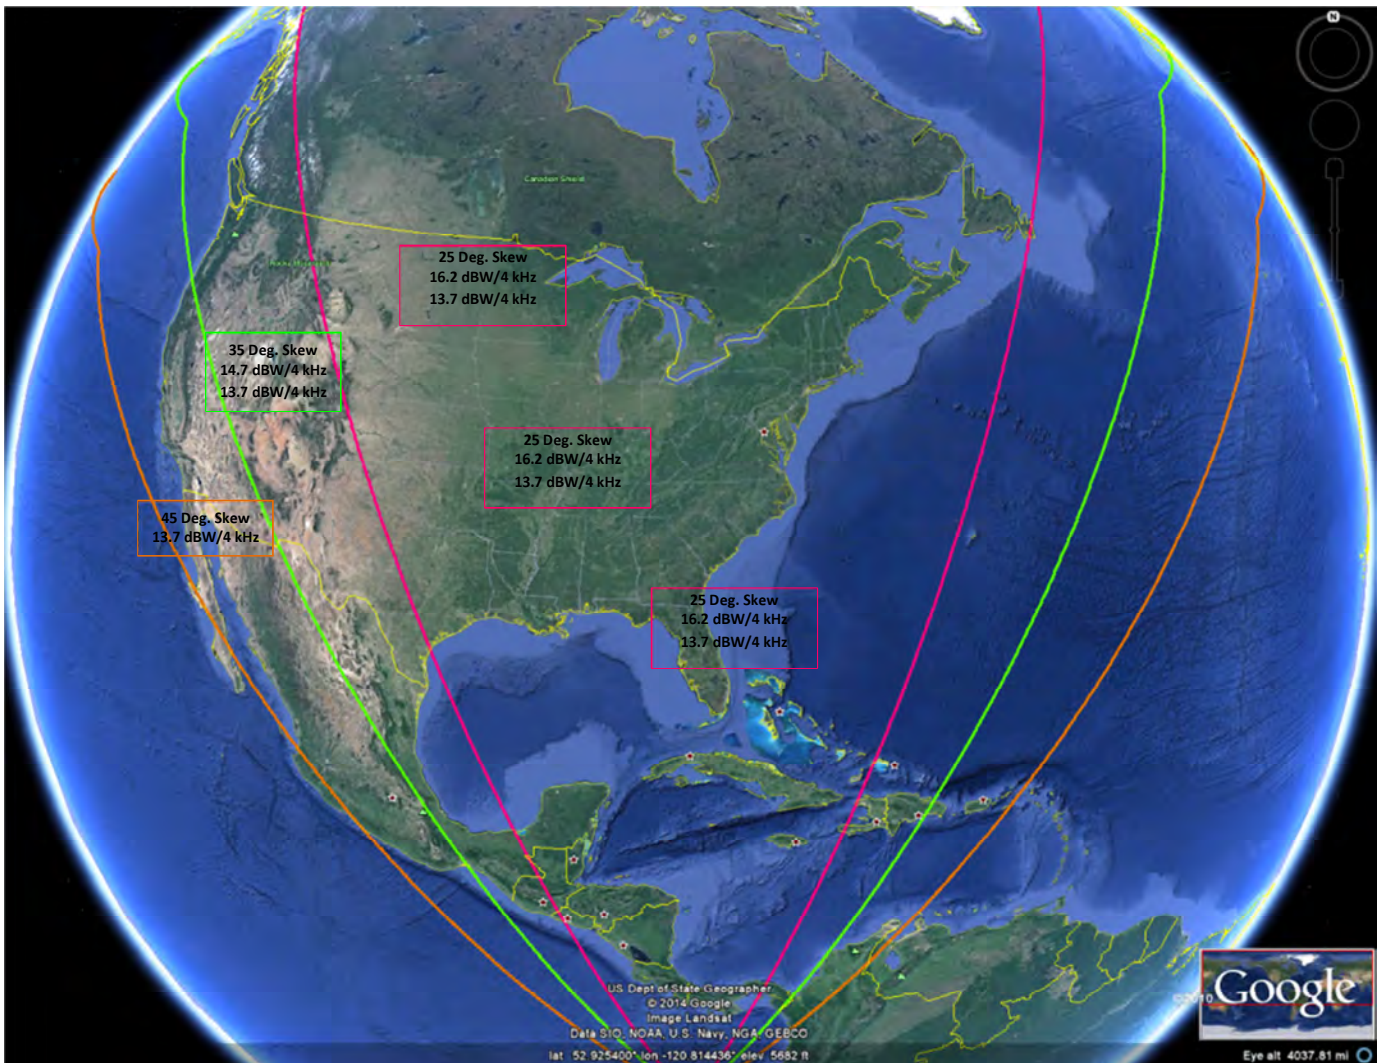 N
Canadian Shield
25 Deg. Skew
16.2 dBW/4 kHz
13.7 dBW/4 kHz
35 Deg. Skew
14.7 dBW/4 kHz
13.7 dBW/4 kHz
25 Deg. Skew
16.2 dBW/4 kHz
13.7 dBW/4 kHz
45 Deg. Skew
13.7 dBW/4 kHz
25 Deg. Skew
16.2 dBW/4 kHz
13.7 dBW/4 kHz
US Dept of State Geographer
© 2014 Google
Image Landsat
Data SIO, NOAA, U.S. Navy, NGA, GEBCO
©2010 Google
lat 52.925400° lon -120.814436° elev 5682 ft
Eye alt 4037.81 mi